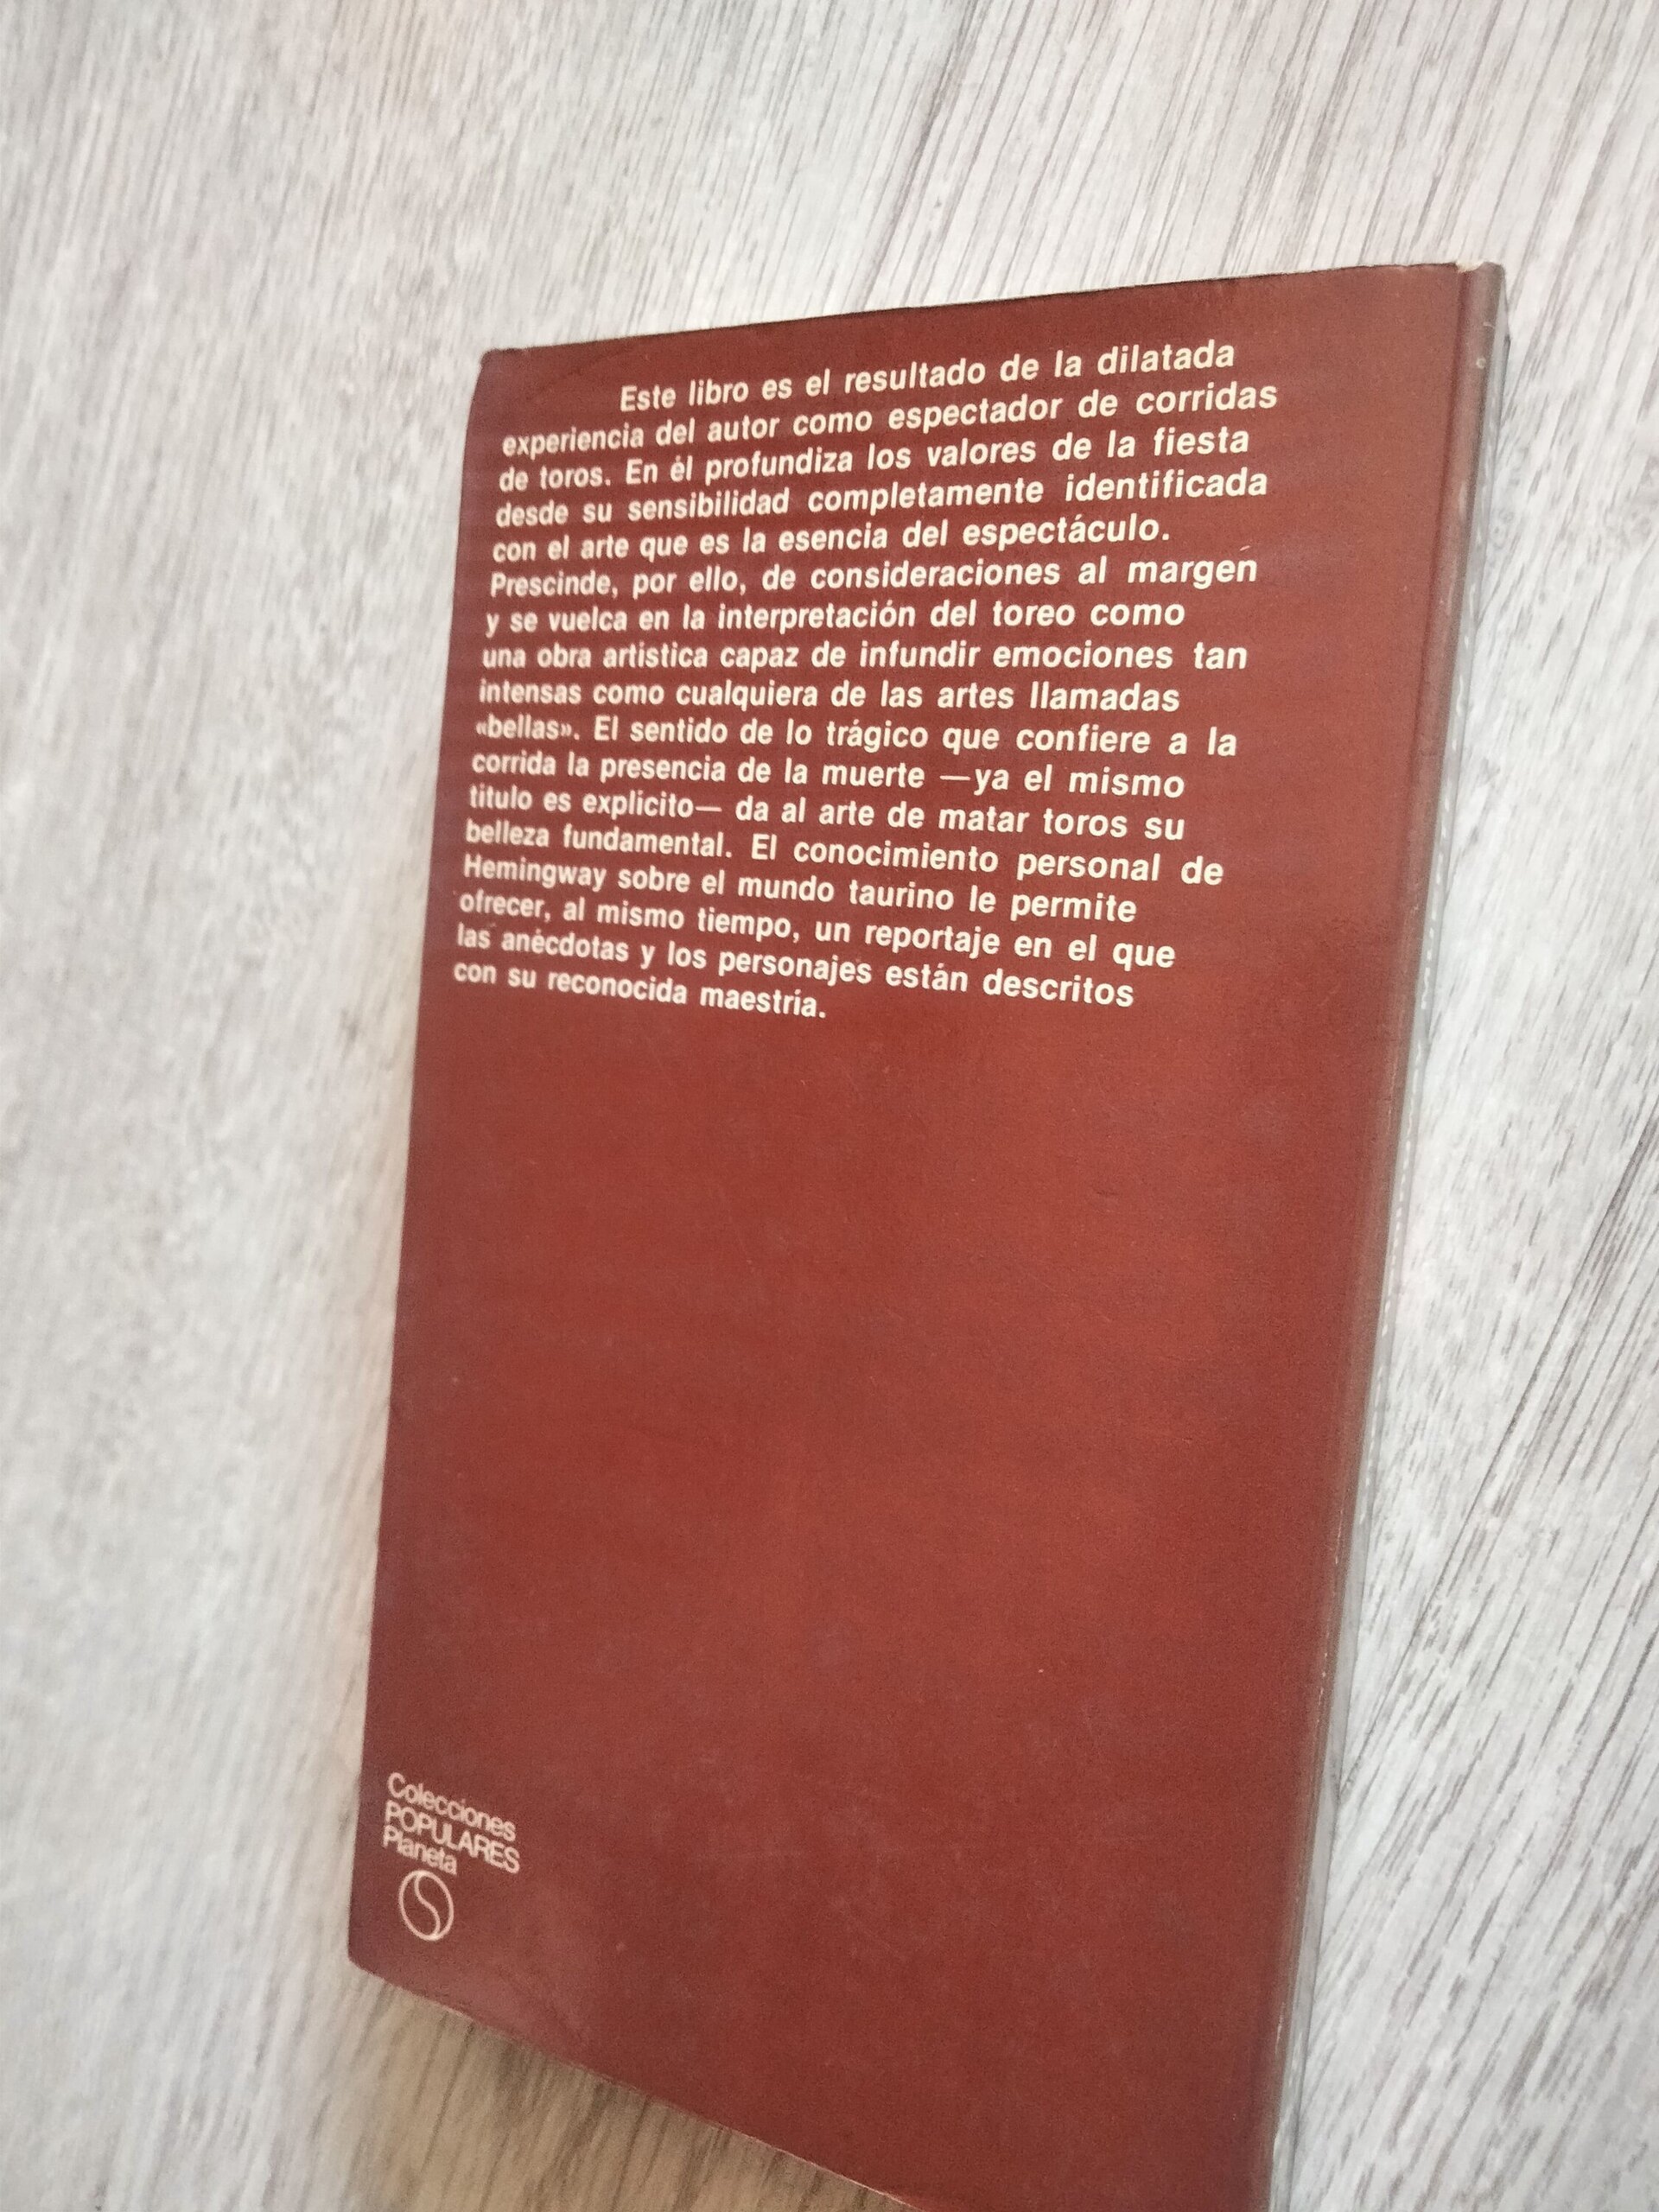 Este libro es el resultado de la dilatada
experiencia del autor como espectador de corridas
de toros. En él profundiza los valores de la fiesta
desde su sensibilidad completamente identificada
con el arte que es la esencia del espectáculo.
Prescinde, por ello, de consideraciones al margen
y se vuelca en la interpretación del toreo como
una obra artistica capaz de infundir emociones tan
intensas como cualquiera de las artes llamadas
«bellas». El sentido de lo trágico que confiere a la
corrida la presencia de la muerte —ya el mismo
titulo es explícito— da al arte de matar toros su
belleza fundamental. El conocimiento personal de
Hemingway sobre el mundo taurino le permite
ofrecer, al mismo tiempo, un reportaje en el que
las anécdotas y los personajes están descritos
con su reconocida maestría.
Colecciones
POPULARES
Planeta